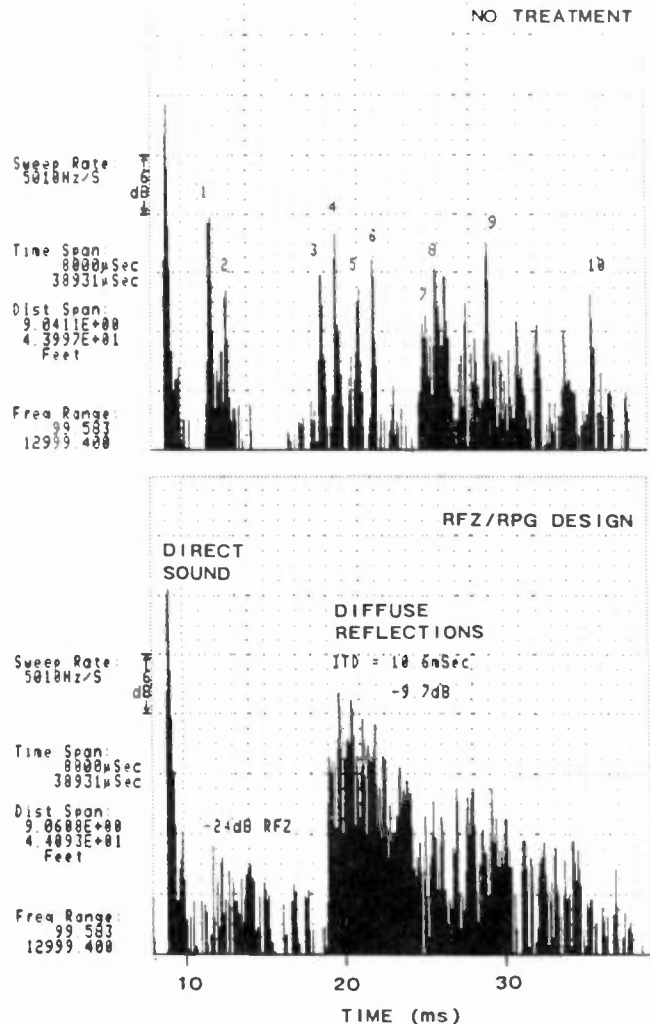 NO TREATMENT
Sweep Rate:
5010Hz/S
dB
1
2
3
4
5
6
7
8
9
10
Time Span:
8000µSec
38931µSec
Dist Span:
9.0411E+00
4.3997E+01
Feet
Freq Range:
99.583
12999.400
RFZ/RPG DESIGN
DIRECT
SOUND
DIFFUSE
REFLECTIONS
ITD = 10.6mSec
-9.7dB
Sweep Rate:
5010Hz/S
dB
Time Span:
8000µSec
38931µSec
Dist Span:
9.0608E+00
4.4093E+01
Feet
-24dB RFZ
Freq Range:
99.583
12999.400
10
20
30
TIME (ms)